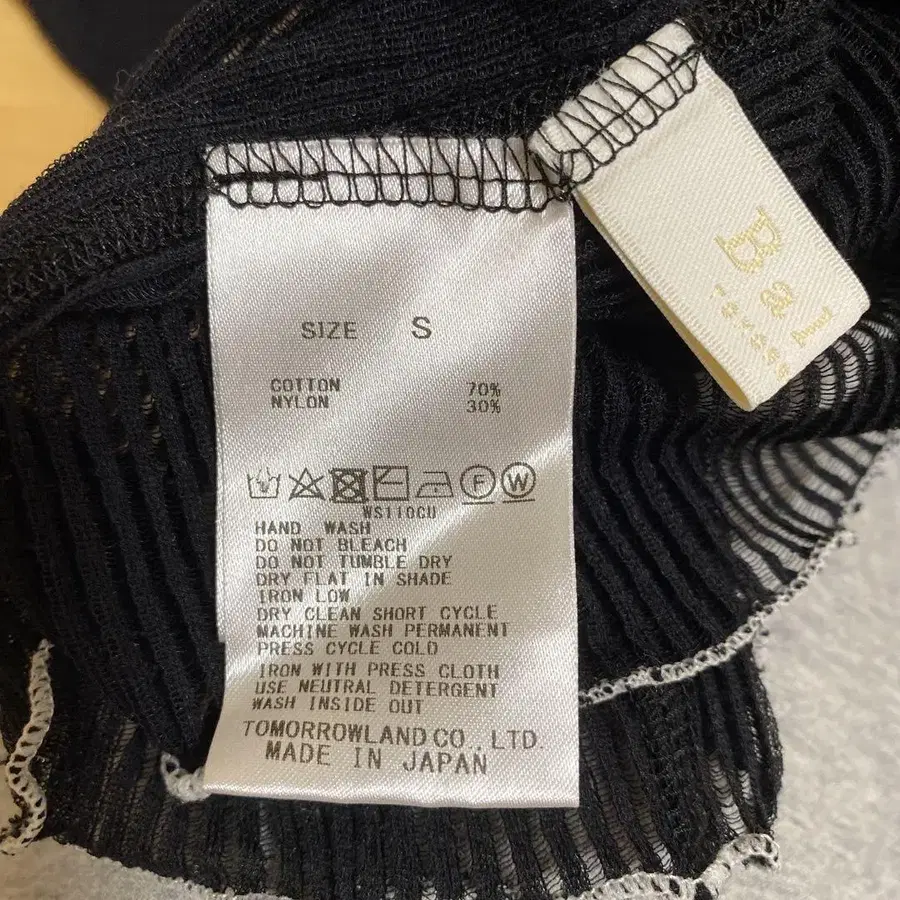 SIZE S
COTTON 70%
NYLON 30%
F W
WS110CU
HAND WASH
DO NOT BLEACH
DO NOT TUMBLE DRY
DRY FLAT IN SHADE
IRON LOW
DRY CLEAN SHORT CYCLE
MACHINE WASH PERMANENT
PRESS CYCLE COLD
IRON WITH PRESS CLOTH
USE NEUTRAL DETERGENT
WASH INSIDE OUT
TOMORROWLAND CO., LTD.
MADE IN JAPAN